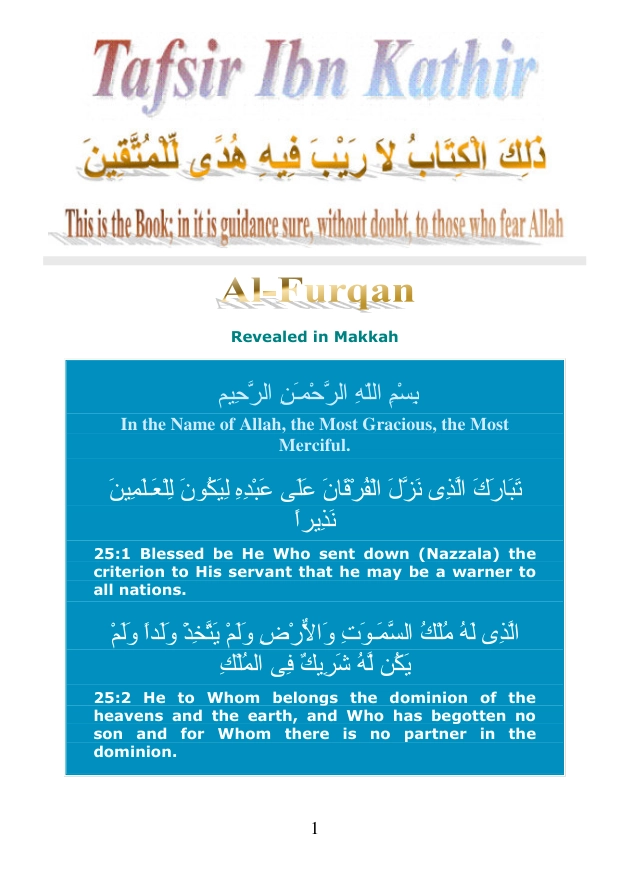 Tafsir Ibn Kathir
ذَلِكَ الْكِتَابُ لاَ رَيْبَ فِيهِ هُدًى لِّلْمُتَّقِينَ
This is the Book; in it is guidance sure, without doubt, to those who fear Allah
Al-Furqan
Revealed in Makkah
بِسْمِ اللَّهِ الرَّحْمَـنِ الرَّحِيمِ
In the Name of Allah, the Most Gracious, the Most
Merciful.
تَبَارَكَ الَّذِى نَزَّلَ الْفُرْقَانَ عَلَى عَبْدِهِ لِيَكُونَ لِلْعَـلَمِينَ
نَذِيراً
25:1 Blessed be He Who sent down (Nazzala) the
criterion to His servant that he may be a warner to
all nations.
الَّذِى لَهُ مُلْكُ السَّمَـوَتِ وَالاٌّرْضِ وَلَمْ يَتَّخِذْ وَلَداً وَلَمْ
يَكُن لَّهُ شَرِيكٌ فِى المُلْكِ
25:2 He to Whom belongs the dominion of the
heavens and the earth, and Who has begotten no
son and for Whom there is no partner in the
dominion.
1